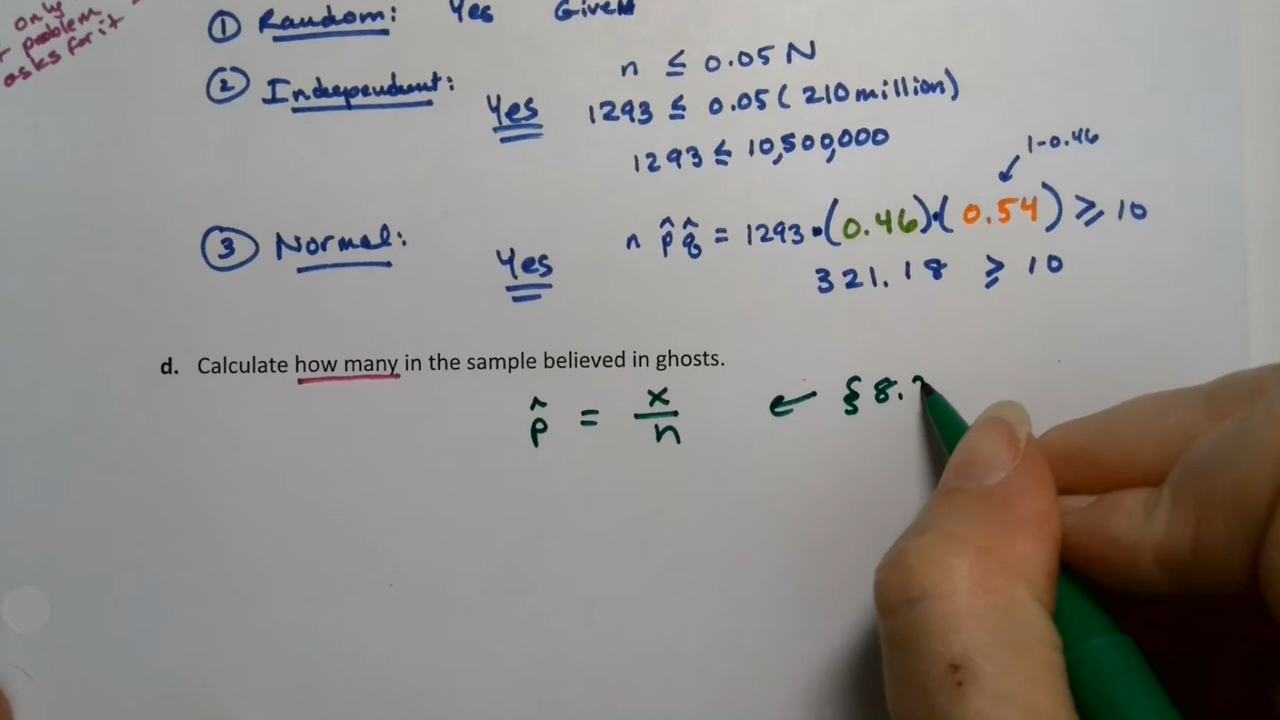 only
problem
asks for it
① Random: Yes Given
② Independent: Yes n ≤ 0.05 N
1293 ≤ 0.05 (210 million)
1293 ≤ 10,500,000
1-0.46
③ Normal: Yes n p̂ q̂ = 1293 • (0.46) • (0.54) ≥ 10
321.18 ≥ 10
d. Calculate how many in the sample believed in ghosts.
p̂ = x/n ← § 8.